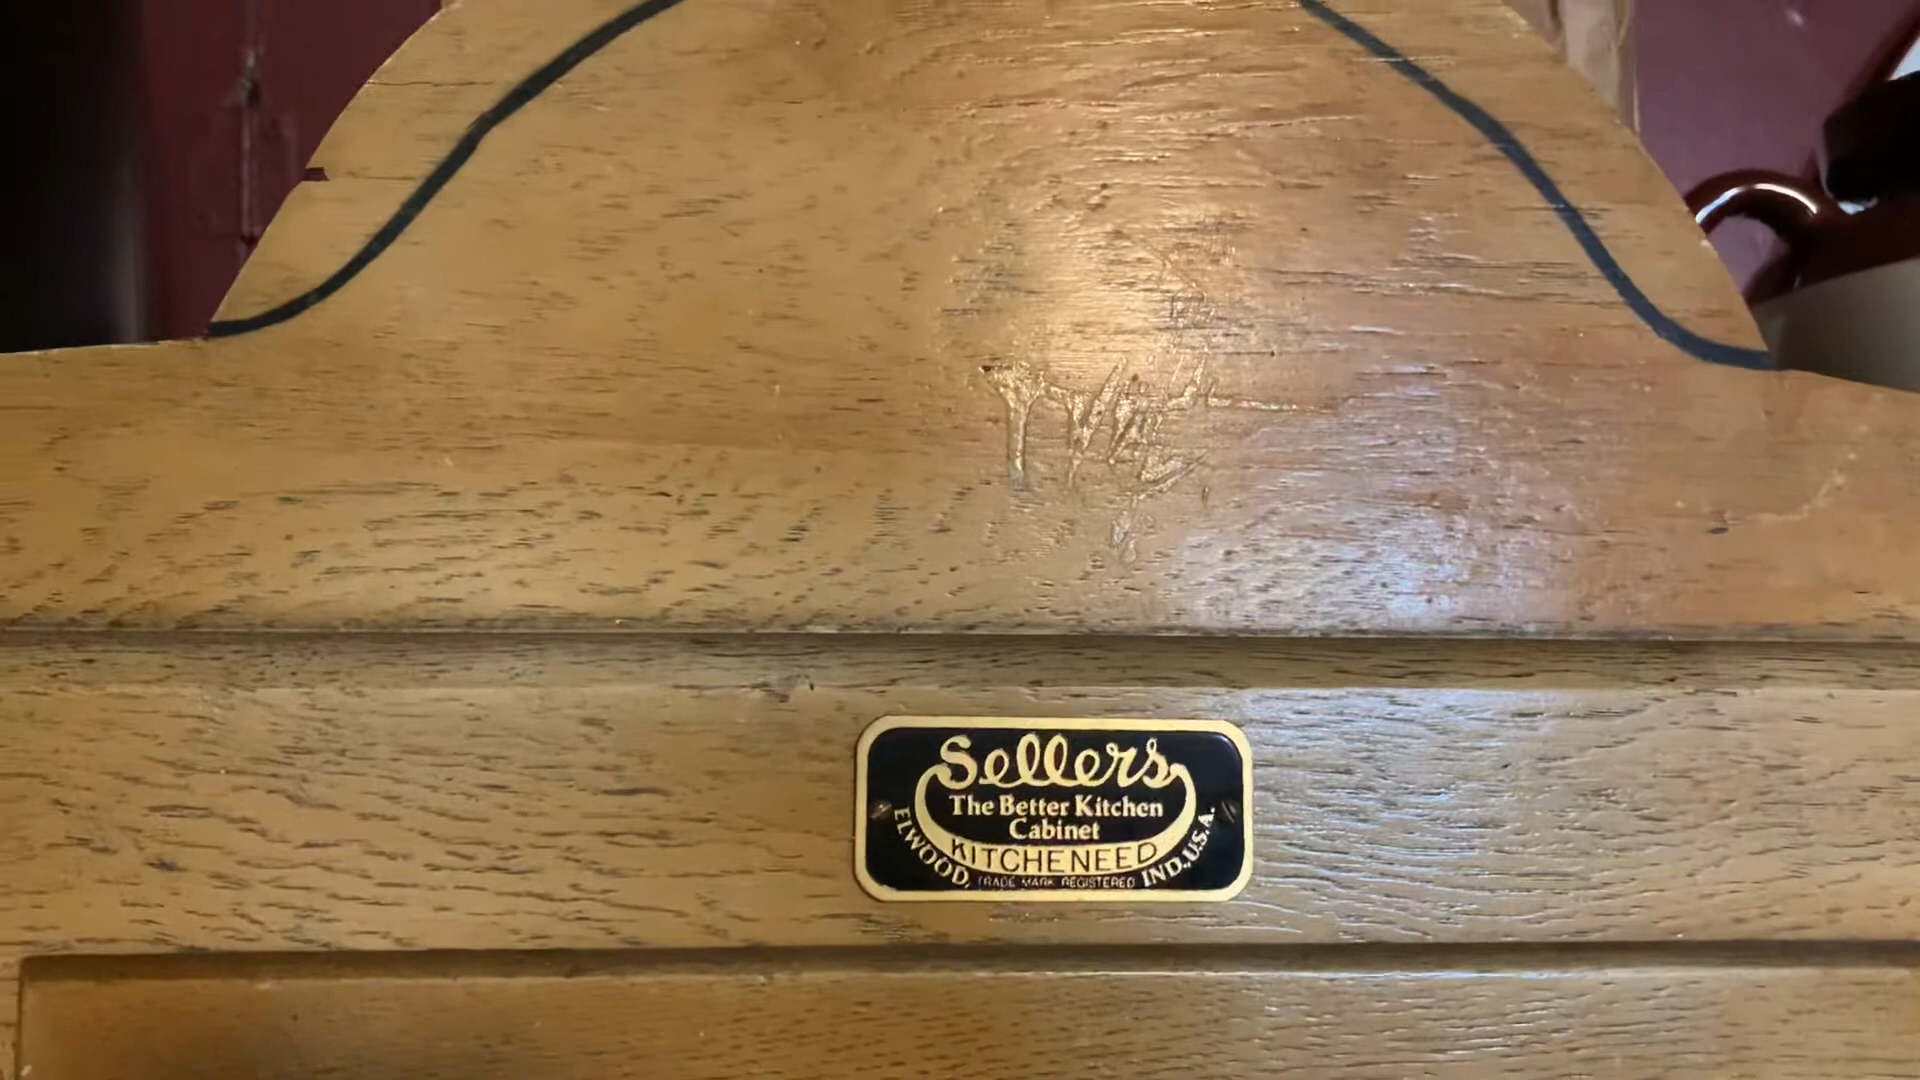 Sellers
The Better Kitchen
Cabinet
KITCHENEED
ELWOOD, IND., U.S.A.
TRADE MARK REGISTERED